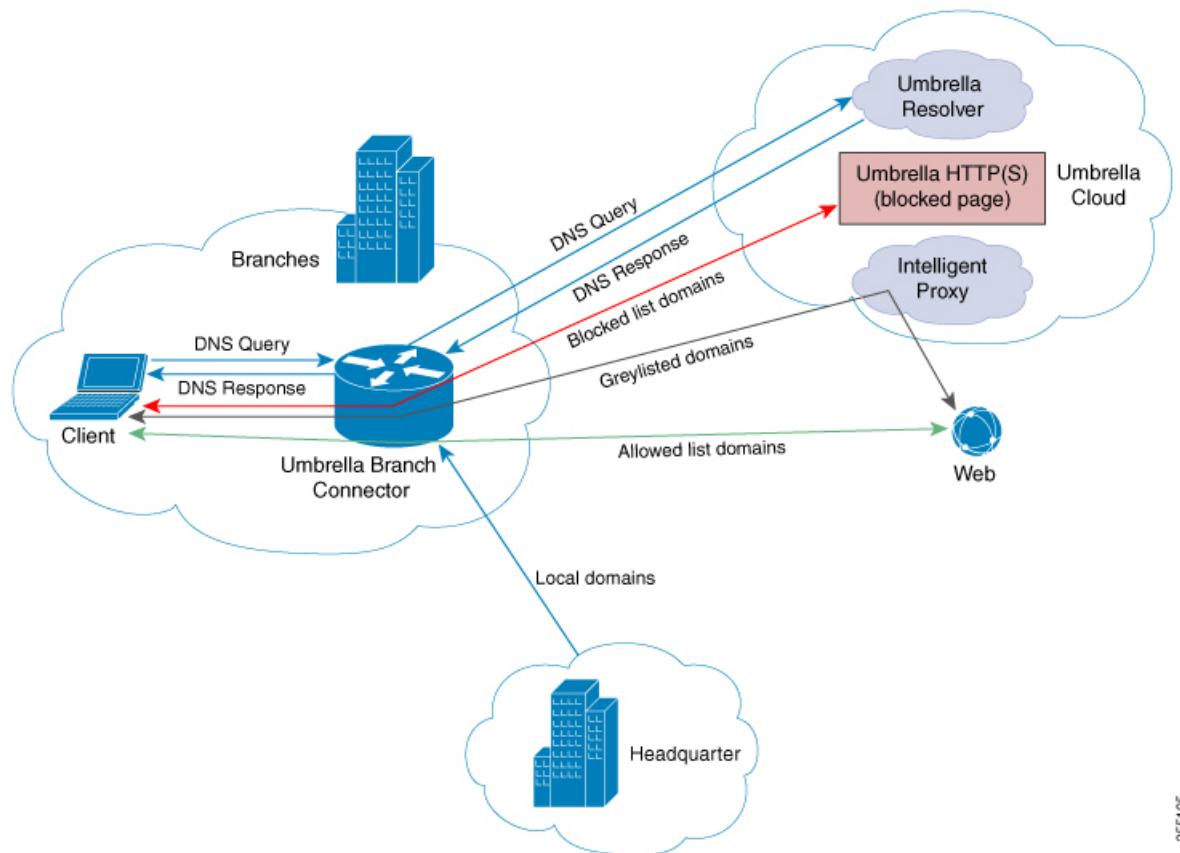 Umbrella
Resolver
Umbrella HTTP(S)
(blocked page)
Umbrella
Cloud
Intelligent
Proxy
Branches
DNS Query
DNS Response
Blocked list domains
Greylisted domains
DNS Query
DNS Response
Client
Umbrella Branch
Connector
Allowed list domains
Web
Local domains
Headquarter